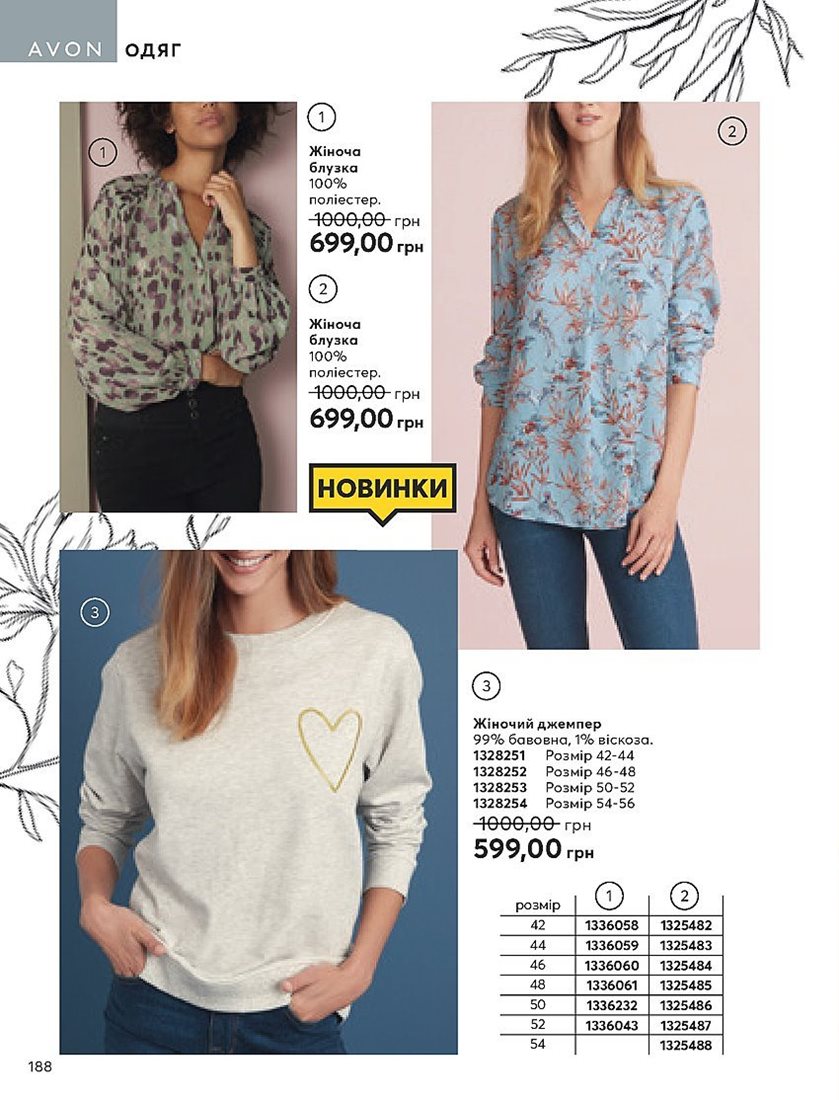 AVON ОДЯГ
1
1
Жіноча
блузка
100%
поліестер.
1000,00 грн
699,00 грн
2
Жіноча
блузка
100%
поліестер.
1000,00 грн
699,00 грн
2
НОВИНКИ
3
3
Жіночий джемпер
99% бавовна, 1% віскоза.
1328251 Розмір 42-44
1328252 Розмір 46-48
1328253 Розмір 50-52
1328254 Розмір 54-56
1000,00 грн
599,00 грн
розмір 1 2
42 1336058 1325482
44 1336059 1325483
46 1336060 1325484
48 1336061 1325485
50 1336232 1325486
52 1336043 1325487
54 1325488
188